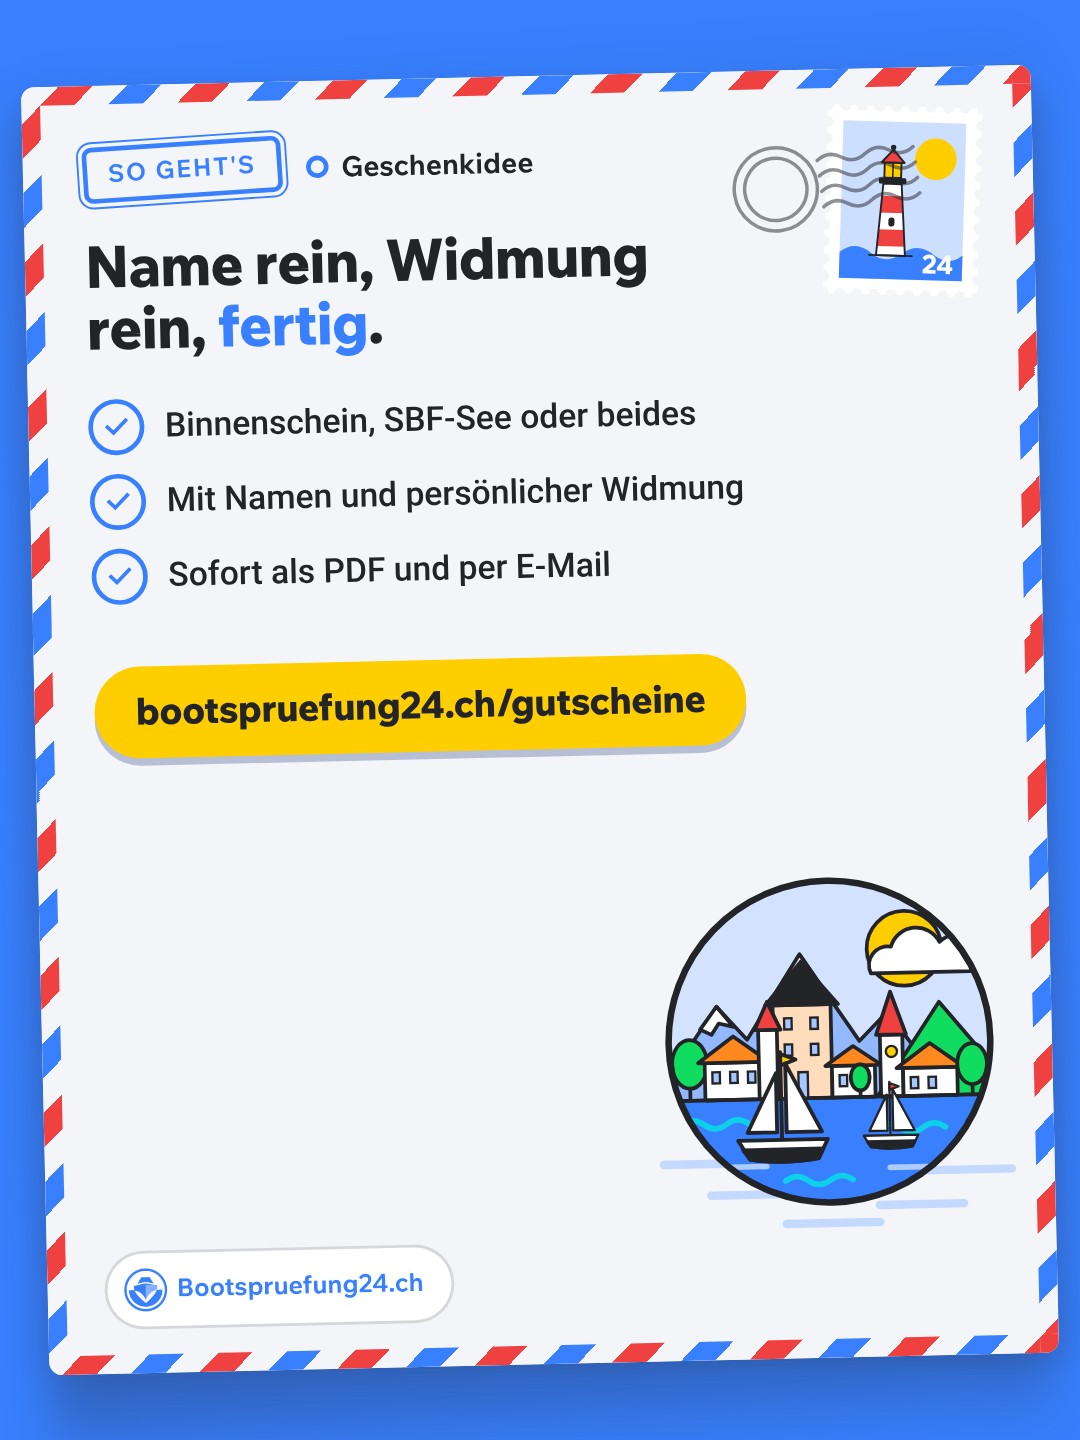 SO GEHT'S
Geschenkidee
24
Name rein, Widmung
rein, fertig.
Binnenschein, SBF-See oder beides
Mit Namen und persönlicher Widmung
Sofort als PDF und per E-Mail
bootspruefung24.ch/gutscheine
Bootspruefung24.ch